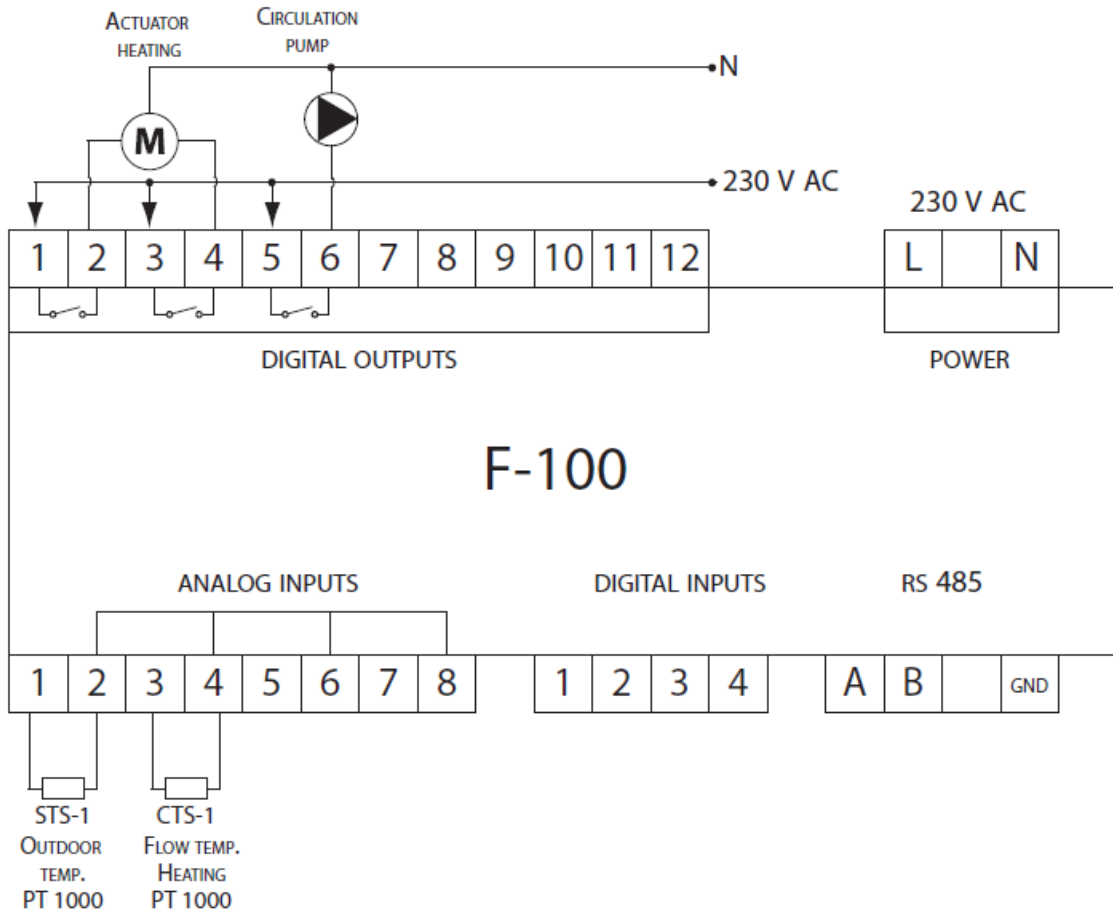 ACTUATOR
HEATING
CIRCULATION
PUMP
N
M
230 V AC
230 V AC
1 2 3 4 5 6 7 8 9 10 11 12
L N
DIGITAL OUTPUTS
POWER
F-100
ANALOG INPUTS
DIGITAL INPUTS
RS 485
1 2 3 4 5 6 7 8
1 2 3 4
A B GND
STS-1
OUTDOOR
TEMP.
PT 1000
CTS-1
FLOW TEMP.
HEATING
PT 1000